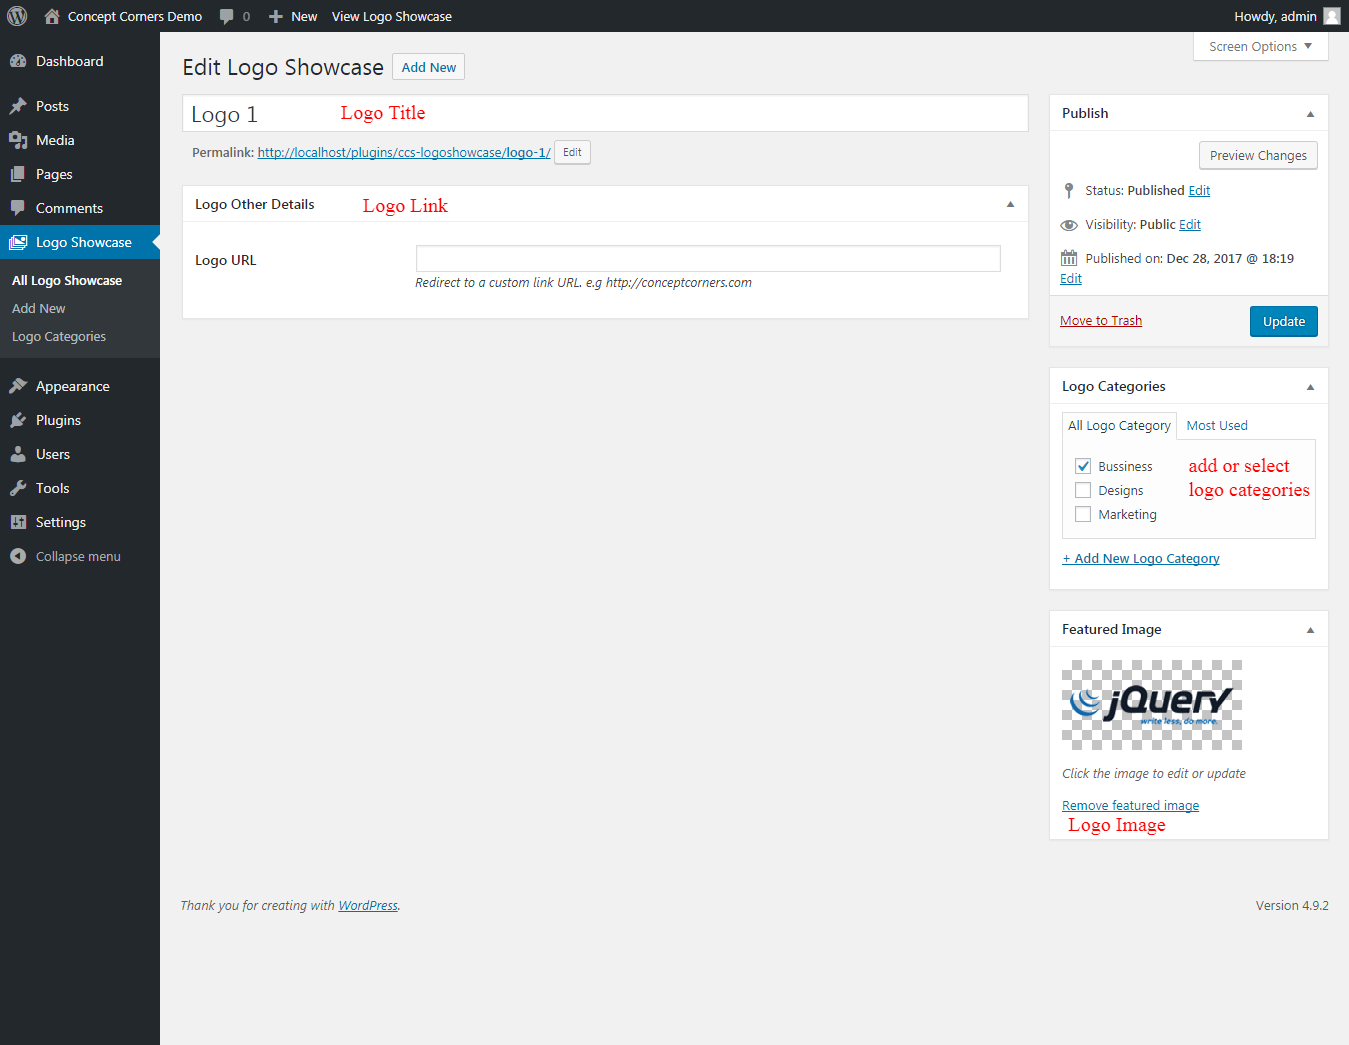 Concept Corners Demo 0 New View Logo Showcase Howdy, admin
Screen Options
Dashboard
Posts
Media
Pages
Comments
Logo Showcase
All Logo Showcase
Add New
Logo Categories
Appearance
Plugins
Users
Tools
Settings
Collapse menu
Edit Logo Showcase Add New
Logo 1 Logo Title
Permalink: http://localhost/plugins/ccs-logoshowcase/logo-1/ Edit
Logo Other Details Logo Link
Logo URL
Redirect to a custom link URL. e.g http://conceptcorners.com
Publish
Preview Changes
Status: Published Edit
Visibility: Public Edit
Published on: Dec 28, 2017 @ 18:19
Edit
Move to Trash Update
Logo Categories
All Logo Category Most Used
Bussiness
Designs
Marketing
add or select
logo categories
+ Add New Logo Category
Featured Image
jQuery
write less, do more.
Click the image to edit or update
Remove featured image
Logo Image
Thank you for creating with WordPress. Version 4.9.2